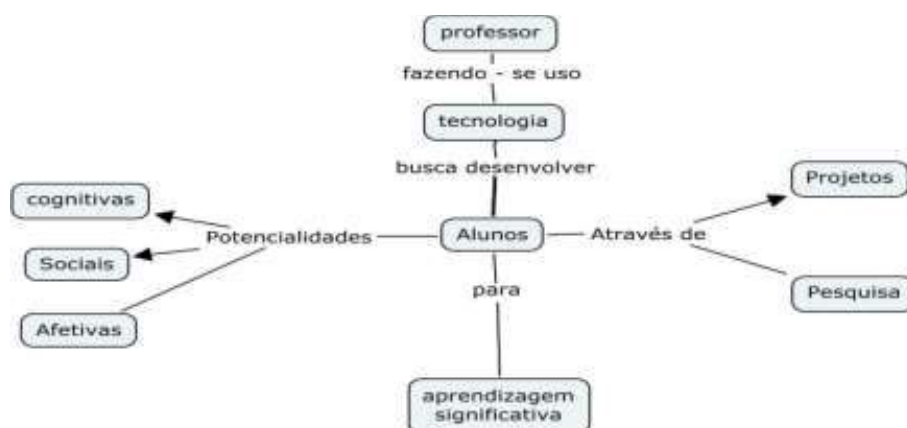 professor
fazendo - se uso
tecnologia
busca desenvolver
cognitivas
Projetos
Potencialidades
Alunos
Através de
Sociais
para
Pesquisa
Afetivas
aprendizagem
significativa